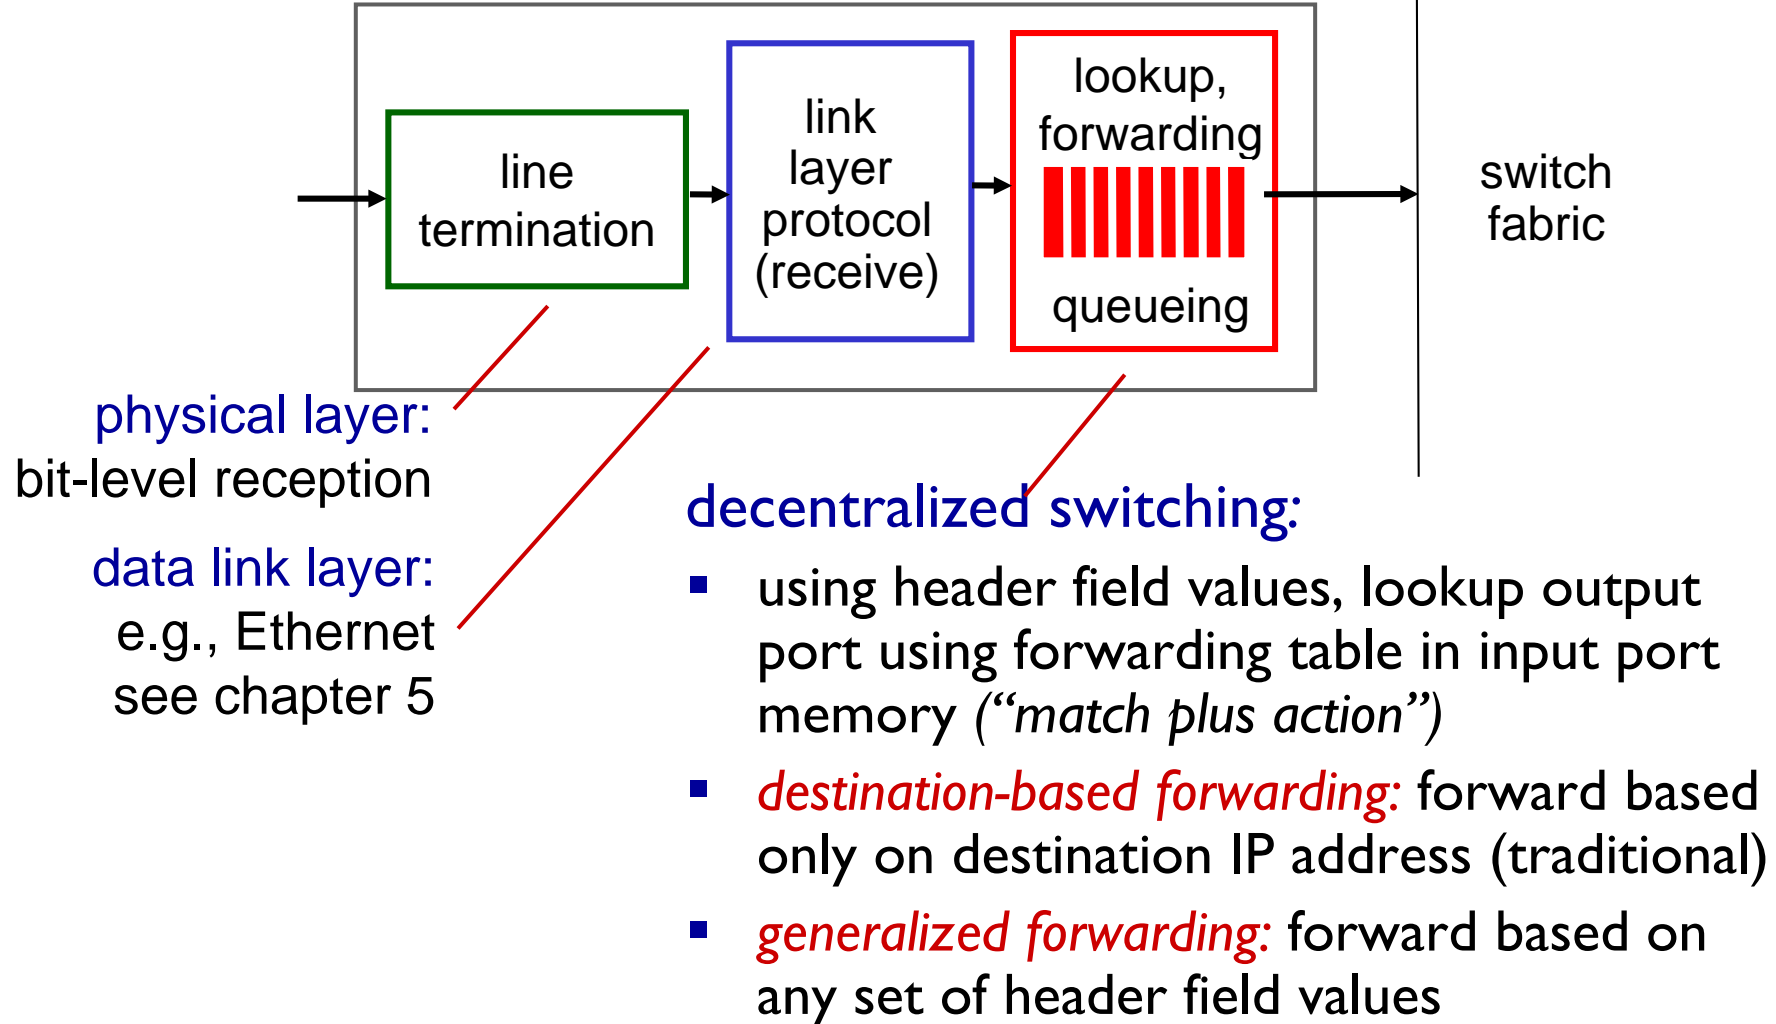 line
termination
link
layer
protocol
(receive)
lookup,
forwarding
queueing
switch
fabric
physical layer:
bit-level reception
data link layer:
e.g., Ethernet
see chapter 5
decentralized switching:
▪ using header field values, lookup output
port using forwarding table in input port
memory (“match plus action”)
▪ destination-based forwarding: forward based
only on destination IP address (traditional)
▪ generalized forwarding: forward based on
any set of header field values